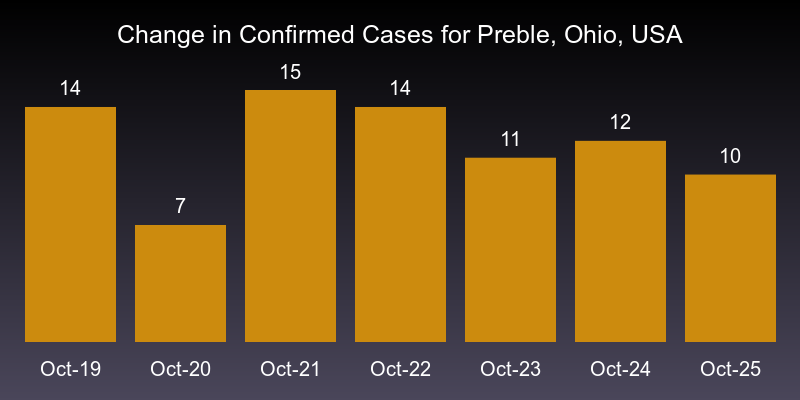 Change in Confirmed Cases for Preble, Ohio, USA
14
7
15
14
11
12
10
Oct-19
Oct-20
Oct-21
Oct-22
Oct-23
Oct-24
Oct-25